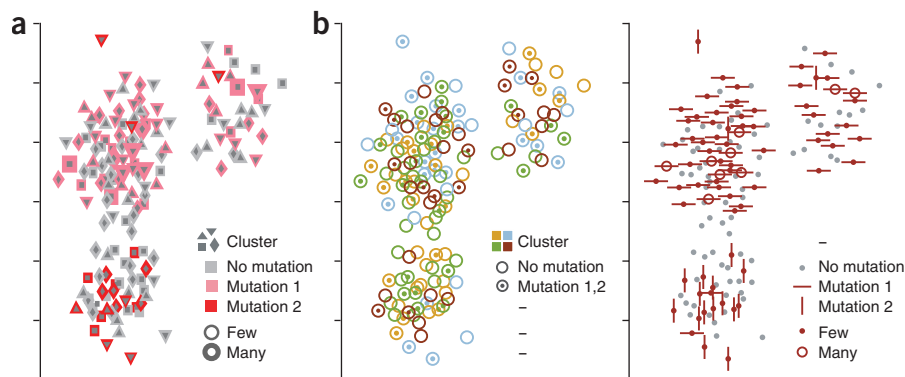 a
b
Cluster
No mutation
Mutation 1
Mutation 2
Few
Many
Cluster
No mutation
Mutation 1,2
–
–
–
–
No mutation
Mutation 1
Mutation 2
Few
Many